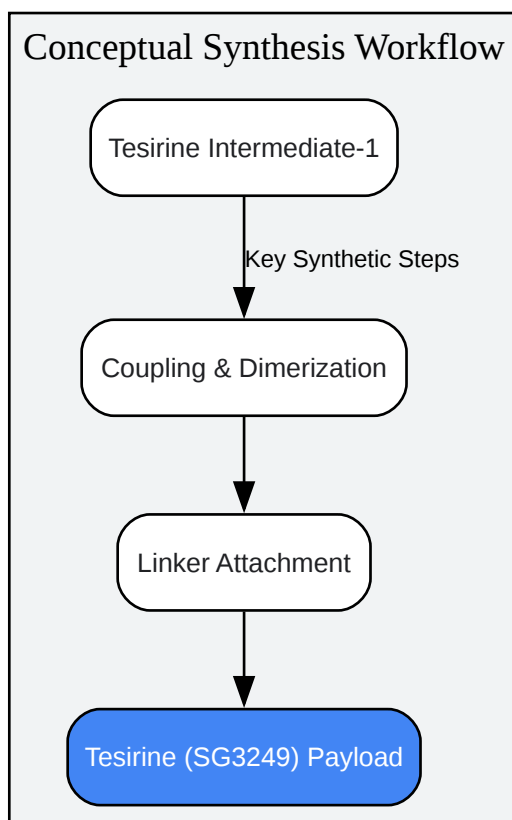 Conceptual Synthesis Workflow
Tesirine Intermediate-1
Key Synthetic Steps
Coupling & Dimerization
Linker Attachment
Tesirine (SG3249) Payload